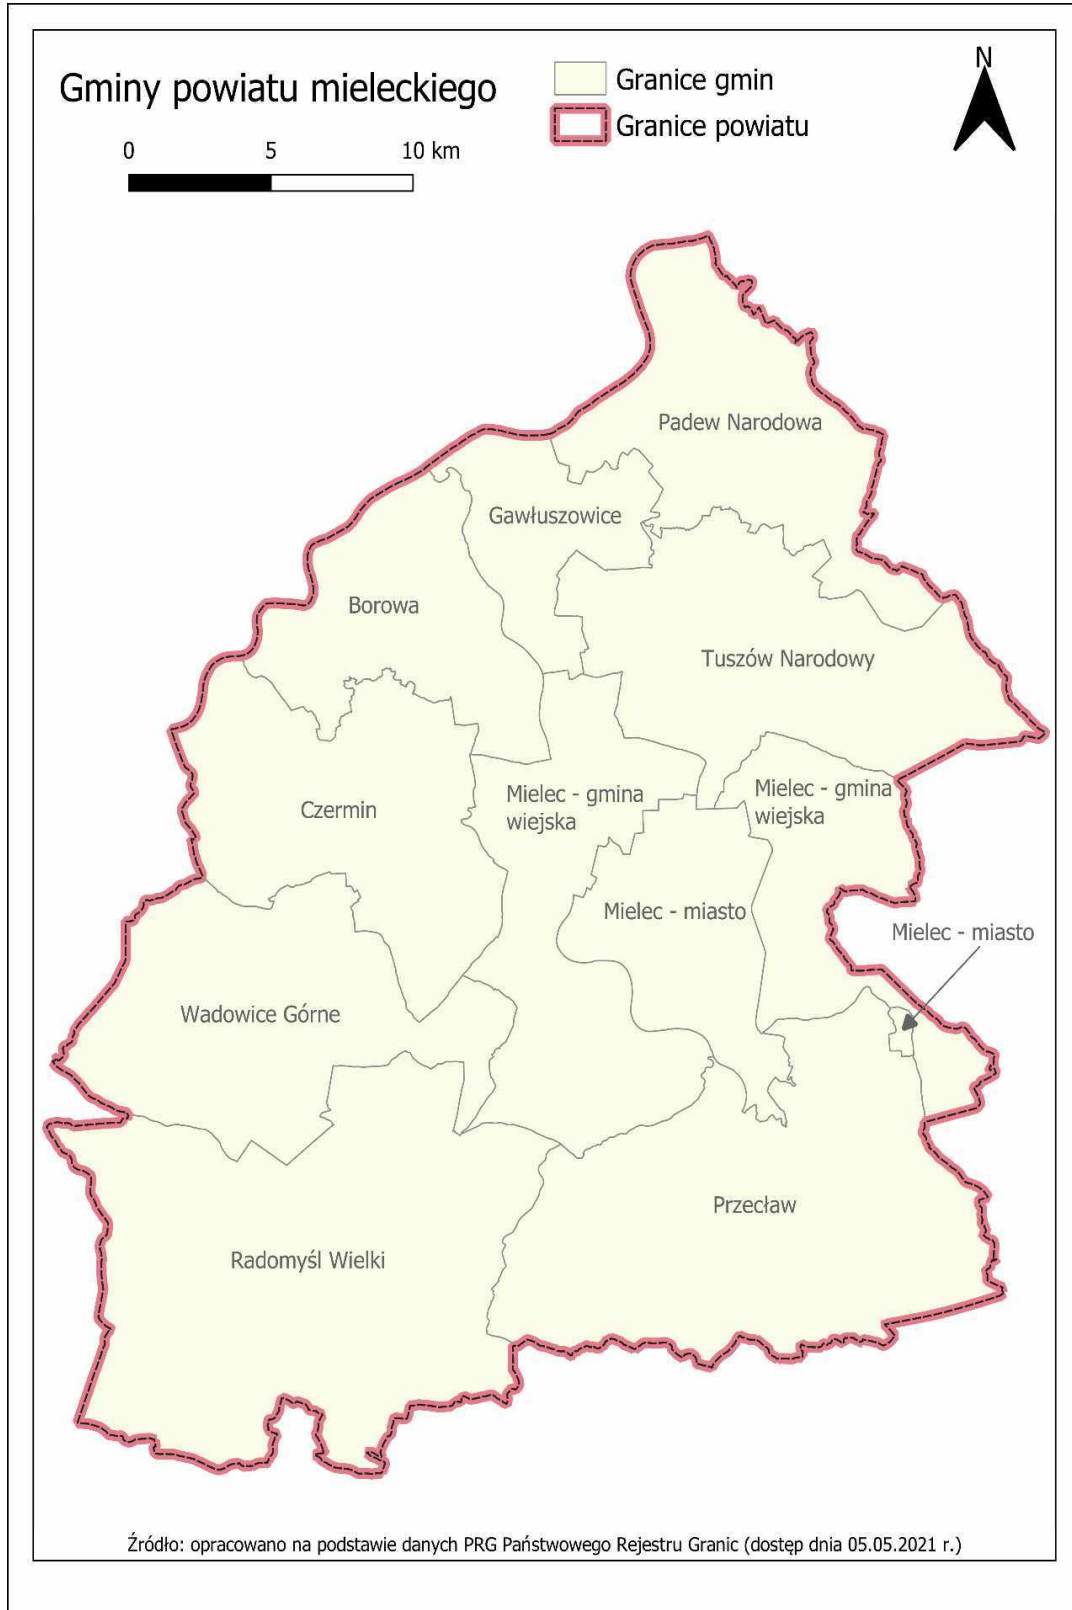 Gminy powiatu mieleckiego
Granice gmin
Granice powiatu
N
0 5 10 km
Padew Narodowa
Gawłuszowice
Borowa
Tuszów Narodowy
Czermin
Mielec - gmina
wiejska
Mielec - gmina
wiejska
Mielec - miasto
Mielec - miasto
Wadowice Górne
Przecław
Radomyśl Wielki
Źródło: opracowano na podstawie danych PRG Państwowego Rejestru Granic (dostęp dnia 05.05.2021 r.)